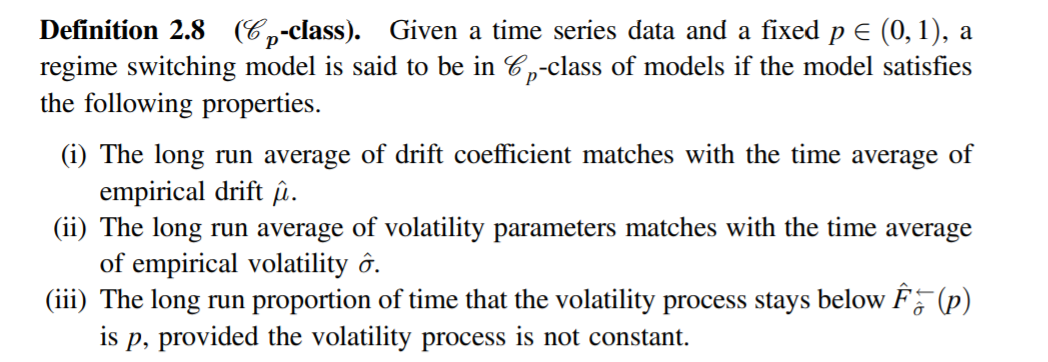 Definition 2.8 (𝒞ₚ-class). Given a time series data and a fixed p ∈ (0, 1), a
regime switching model is said to be in 𝒞ₚ-class of models if the model satisfies
the following properties.
(i) The long run average of drift coefficient matches with the time average of
empirical drift μ̂.
(ii) The long run average of volatility parameters matches with the time average
of empirical volatility σ̂.
(iii) The long run proportion of time that the volatility process stays below F̂_σ̂^←(p)
is p, provided the volatility process is not constant.